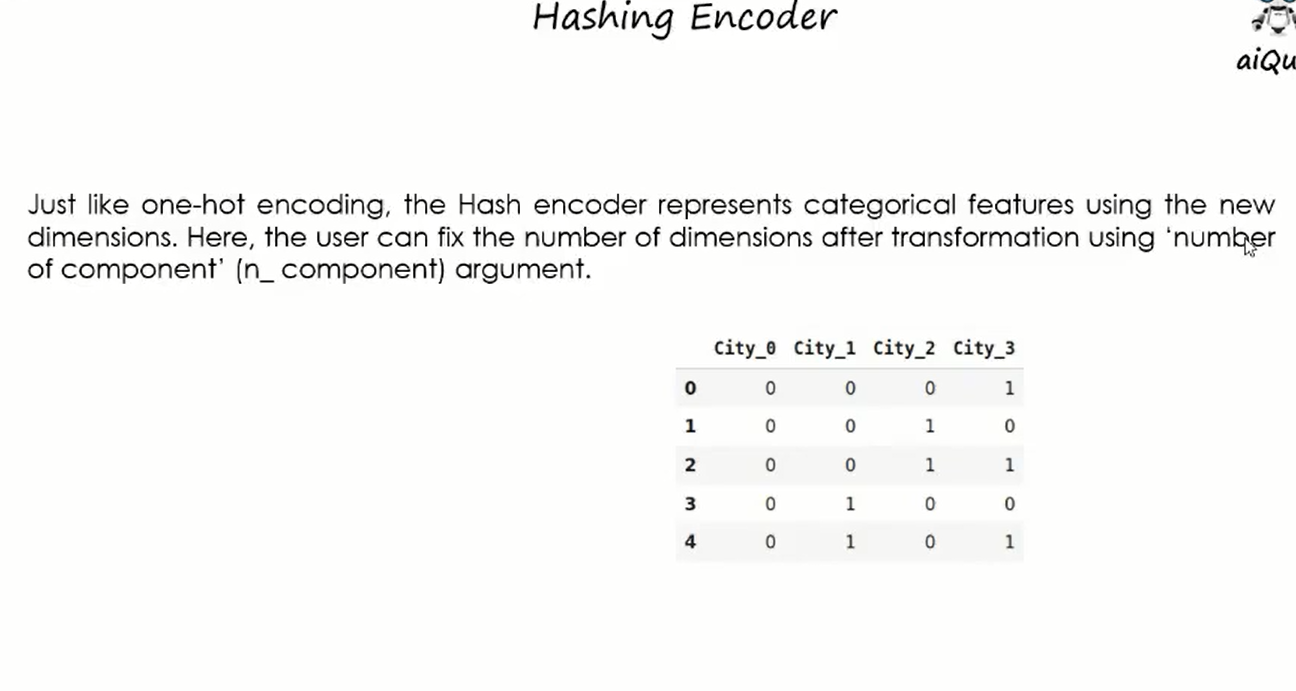 Hashing Encoder
aiQu
Just like one-hot encoding, the Hash encoder represents categorical features using the new
dimensions. Here, the user can fix the number of dimensions after transformation using ‘number
of component’ (n_ component) argument.
City_0 City_1 City_2 City_3
0 0 0 0 1
1 0 0 1 0
2 0 0 1 1
3 0 1 0 0
4 0 1 0 1